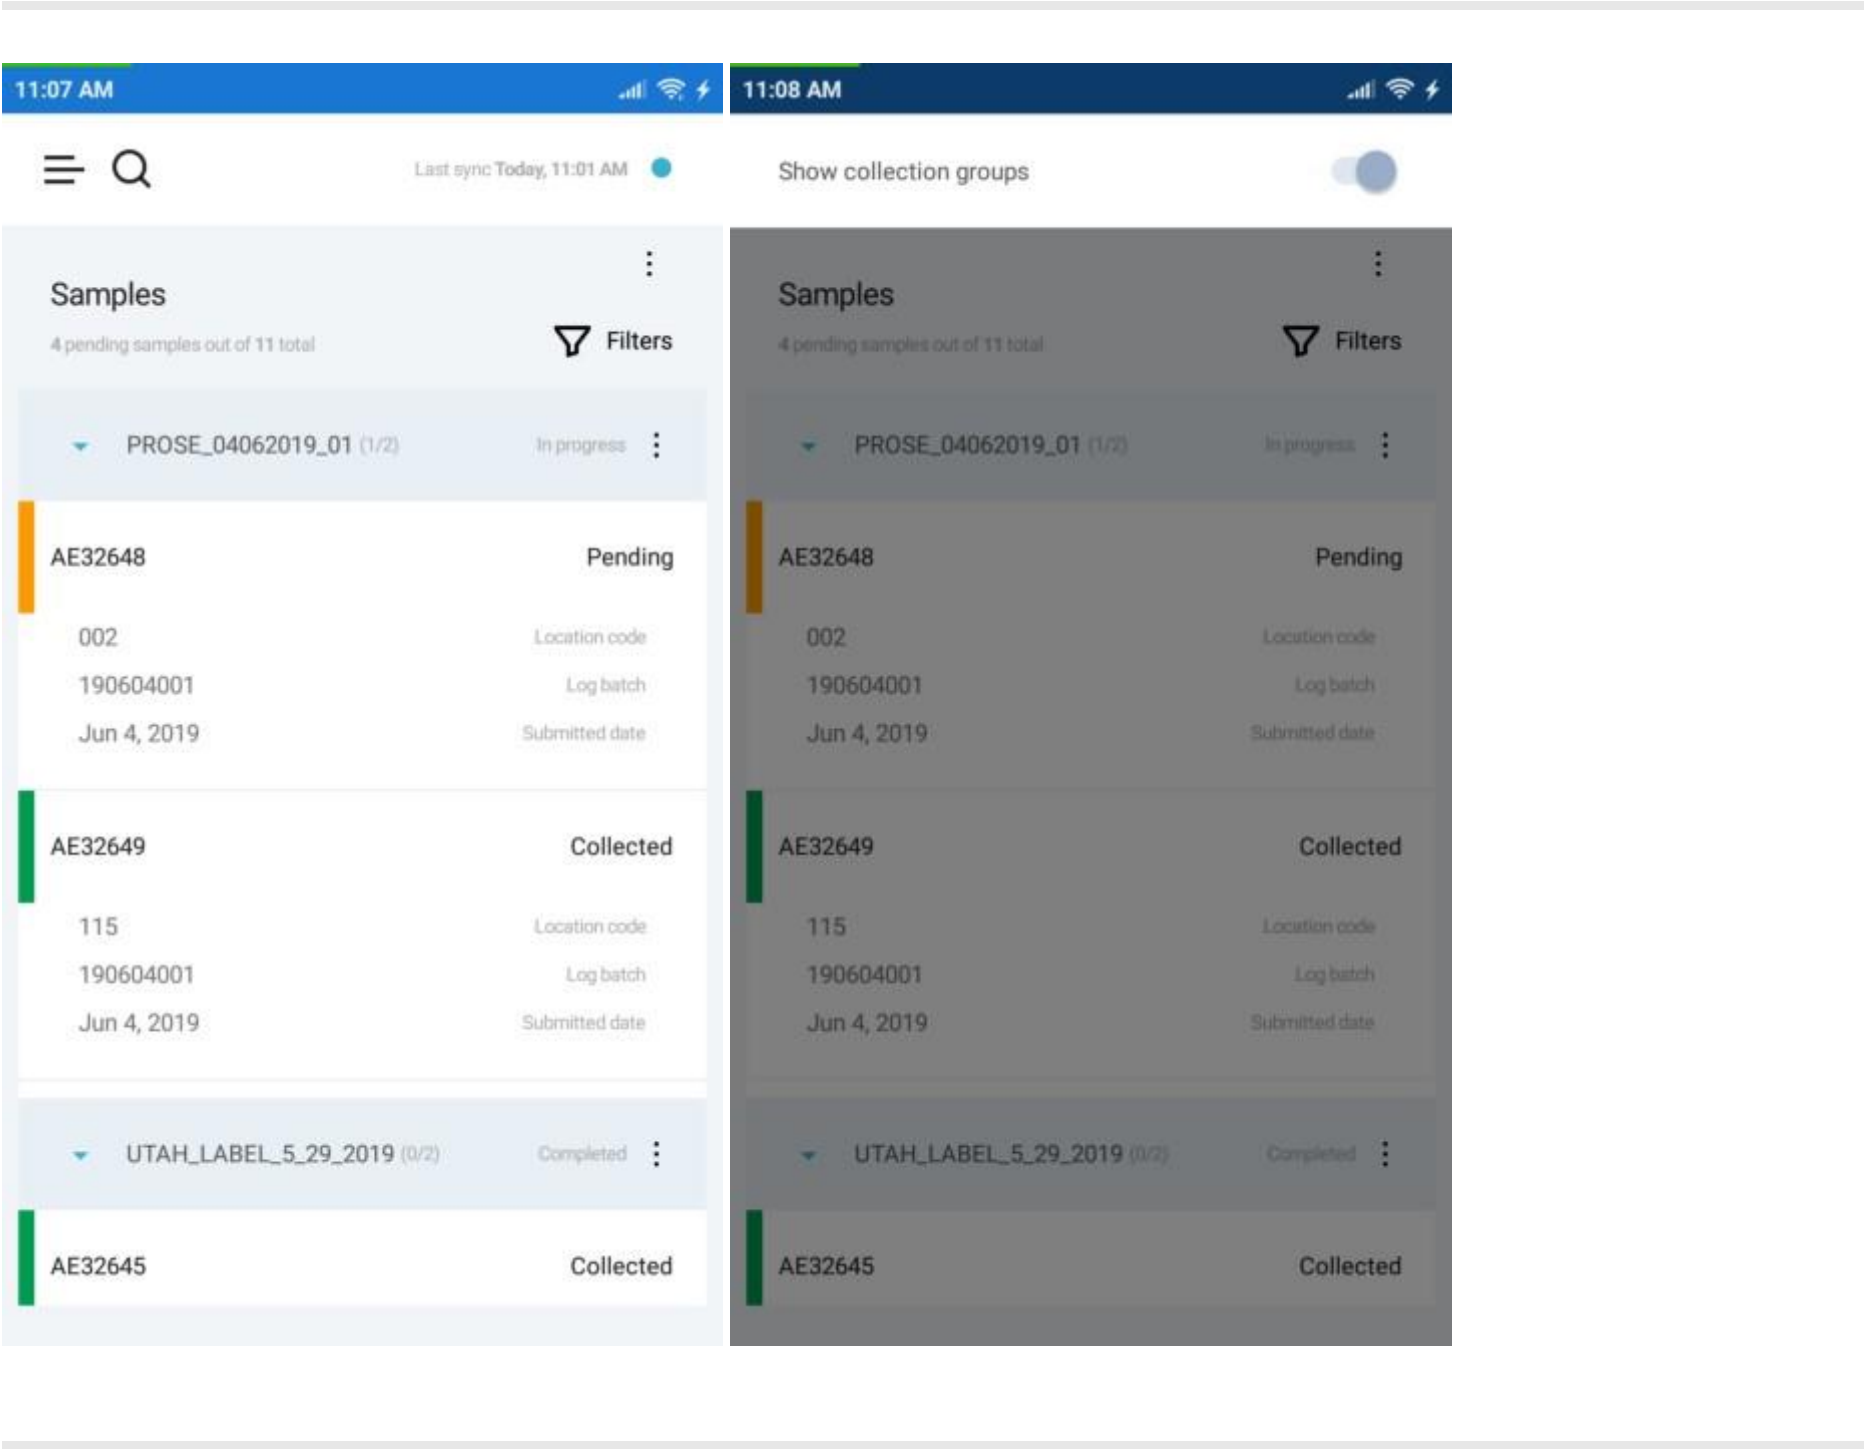 11:07 AM
Last sync Today, 11:01 AM
Samples
4 pending samples out of 11 total
Filters
PROSE_04062019_01 (1/2) In progress
AE32648 Pending
002 Location code
190604001 Log batch
Jun 4, 2019 Submitted date
AE32649 Collected
115 Location code
190604001 Log batch
Jun 4, 2019 Submitted date
UTAH_LABEL_5_29_2019 (0/2) Completed
AE32645 Collected
11:08 AM
Show collection groups
Samples
4 pending samples out of 11 total
Filters
PROSE_04062019_01 (1/2) In progress
AE32648 Pending
002 Location code
190604001 Log batch
Jun 4, 2019 Submitted date
AE32649 Collected
115 Location code
190604001 Log batch
Jun 4, 2019 Submitted date
UTAH_LABEL_5_29_2019 (0/2) Completed
AE32645 Collected